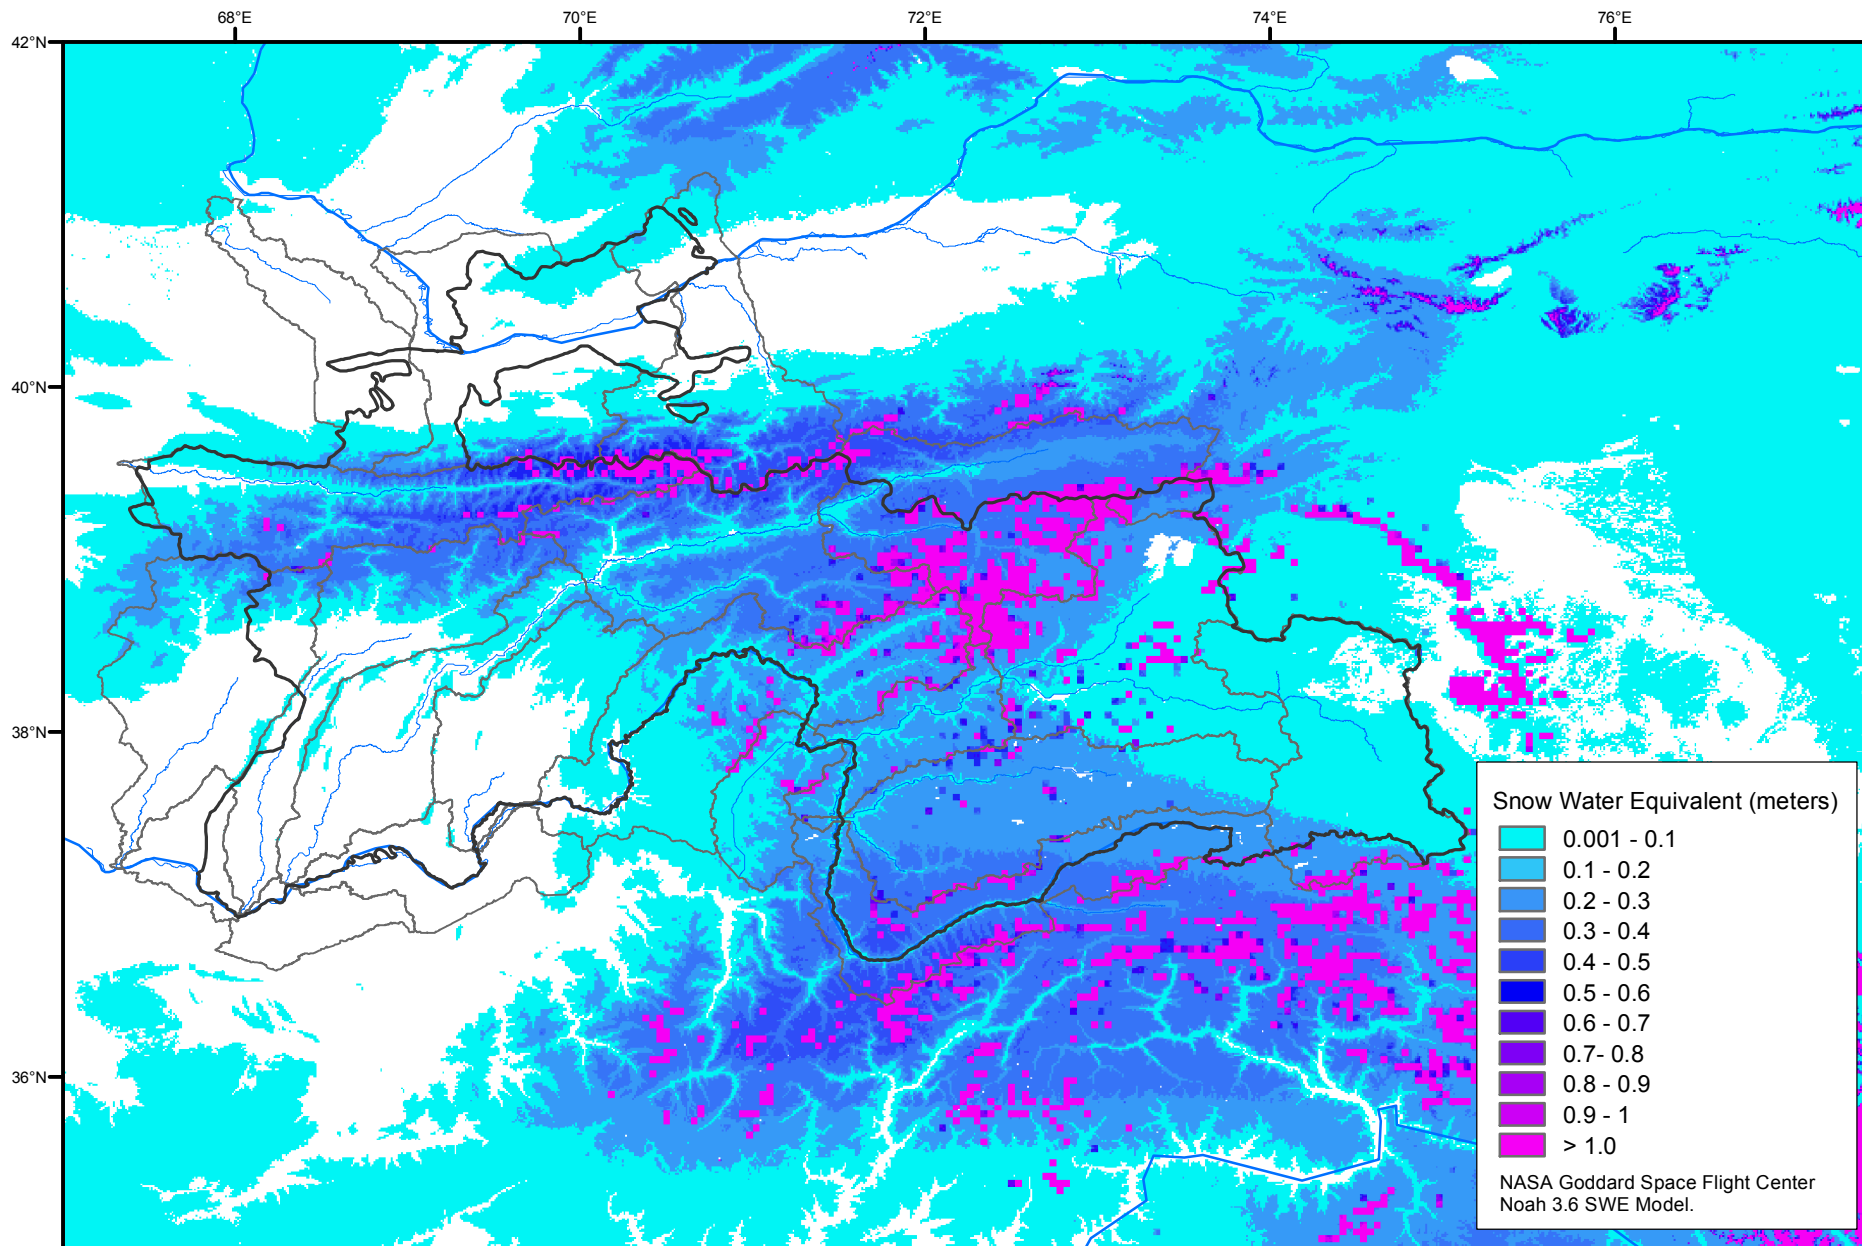 68°E 70°E 72°E 74°E 76°E
42°N
40°N
38°N
36°N
Snow Water Equivalent (meters)
0.001 - 0.1
0.1 - 0.2
0.2 - 0.3
0.3 - 0.4
0.4 - 0.5
0.5 - 0.6
0.6 - 0.7
0.7- 0.8
0.8 - 0.9
0.9 - 1
> 1.0
NASA Goddard Space Flight Center
Noah 3.6 SWE Model.